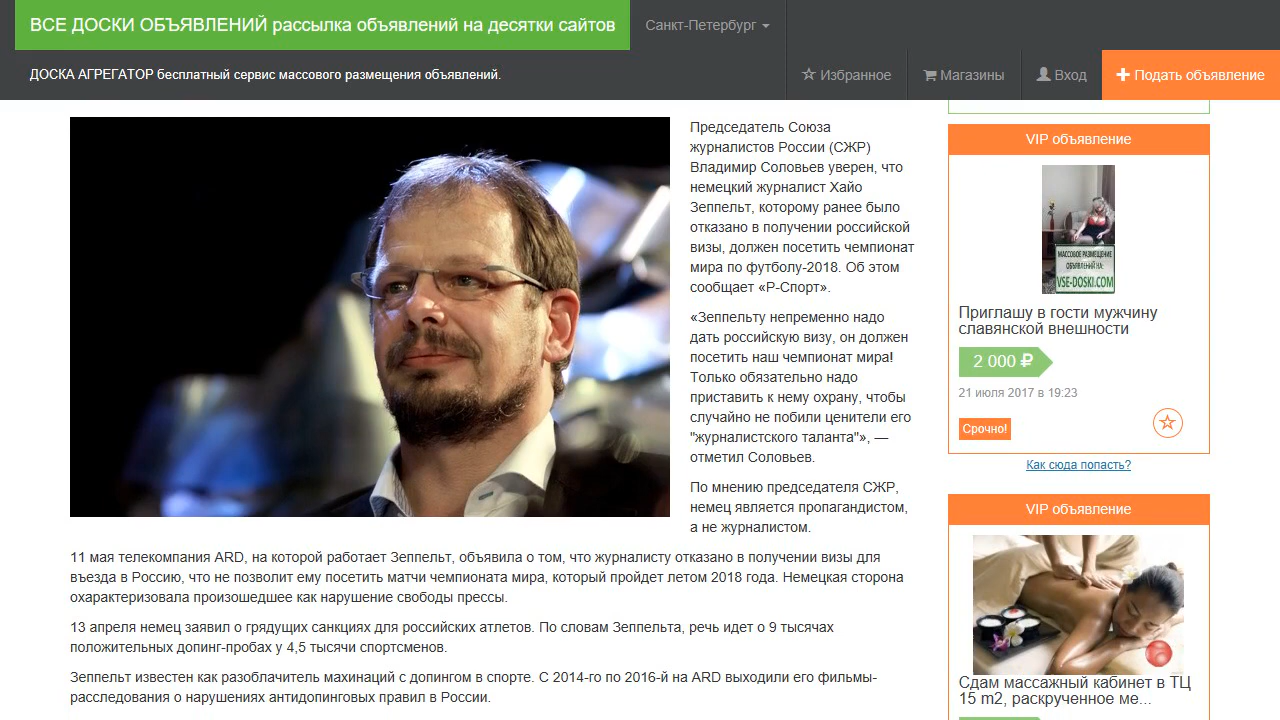 ВСЕ ДОСКИ ОБЪЯВЛЕНИЙ рассылка объявлений на десятки сайтов
Санкт-Петербург
ДОСКА АГРЕГАТОР бесплатный сервис массового размещения объявлений.
Избранное
Магазины
Вход
Подать объявление
Председатель Союза
журналистов России (СЖР)
Владимир Соловьев уверен, что
немецкий журналист Хайо
Зеппельт, которому ранее было
отказано в получении российской
визы, должен посетить чемпионат
мира по футболу-2018. Об этом
сообщает «Р-Спорт».
«Зеппельту непременно надо
дать российскую визу, он должен
посетить наш чемпионат мира!
Только обязательно надо
приставить к нему охрану, чтобы
случайно не побили ценители его
"журналистского таланта"», —
отметил Соловьев.
По мнению председателя СЖР,
немец является пропагандистом,
а не журналистом.
11 мая телекомпания ARD, на которой работает Зеппельт, объявила о том, что журналисту отказано в получении визы для
въезда в Россию, что не позволит ему посетить матчи чемпионата мира, который пройдет летом 2018 года. Немецкая сторона
охарактеризовала произошедшее как нарушение свободы прессы.
13 апреля немец заявил о грядущих санкциях для российских атлетов. По словам Зеппельта, речь идет о 9 тысячах
положительных допинг-пробах у 4,5 тысячи спортсменов.
Зеппельт известен как разоблачитель махинаций с допингом в спорте. С 2014-го по 2016-й на ARD выходили его фильмы-
расследования о нарушениях антидопинговых правил в России.
VIP объявление
МАССОВОЕ РАЗМЕЩЕНИЕ
ОБЪЯВЛЕНИЙ НА:
VSE-DOSKI.COM
Приглашу в гости мужчину
славянской внешности
2 000 ₽
21 июля 2017 в 19:23
Срочно!
Как сюда попасть?
VIP объявление
Сдам массажный кабинет в ТЦ
15 m2, раскрученное ме...